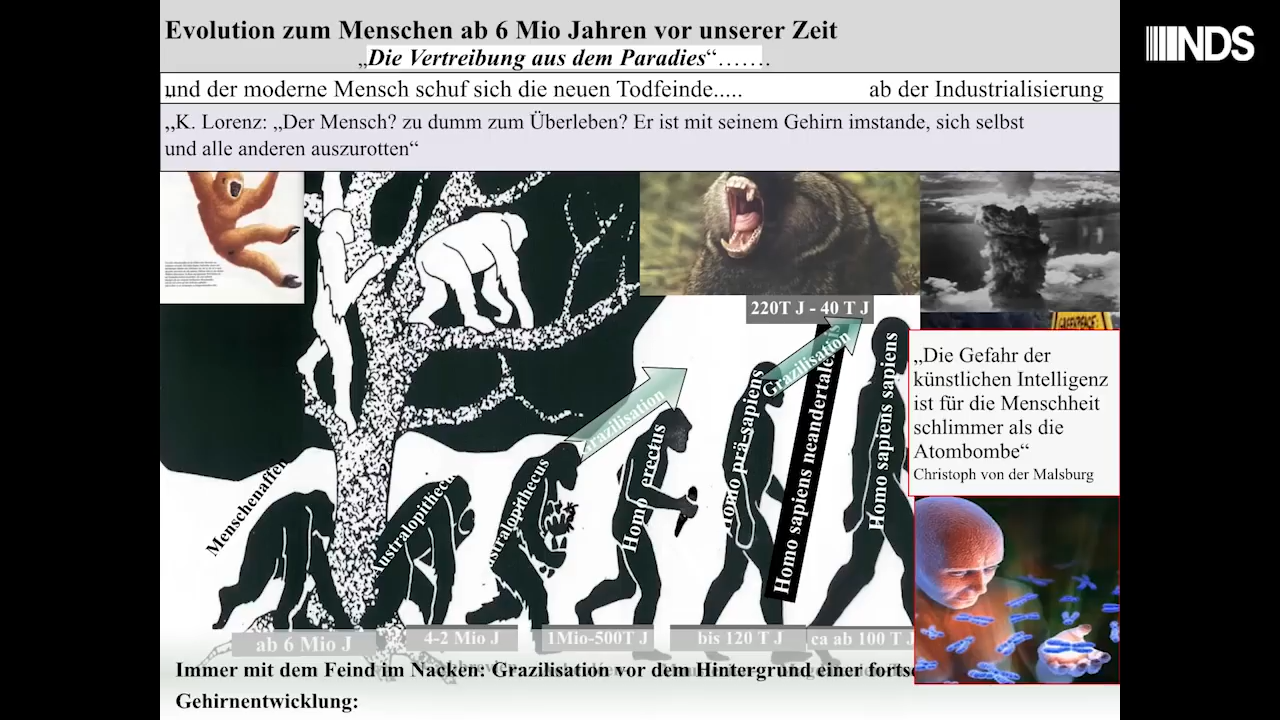 Evolution zum Menschen ab 6 Mio Jahren vor unserer Zeit
„Die Vertreibung aus dem Paradies“…….
und der moderne Mensch schuf sich die neuen Todfeinde..... ab der Industrialisierung
„K. Lorenz: „Der Mensch? zu dumm zum Überleben? Er ist mit seinem Gehirn imstande, sich selbst
und alle anderen auszurotten“
NDS
GREENPEACE
220T J - 40 T J
Grazilisation
Grazilisation
„Die Gefahr der
künstlichen Intelligenz
ist für die Menschheit
schlimmer als die
Atombombe“
Christoph von der Malsburg
Menschenaffen
Australopithecus
Australopithecus
Homo erectus
Homo prä-sapiens
Homo sapiens neandertalensis
Homo sapiens sapiens
ab 6 Mio J
4-2 Mio J
1Mio-500T J
bis 120 T J
ca ab 100 T J
Immer mit dem Feind im Nacken: Grazilisation vor dem Hintergrund einer fortsc
Gehirnentwicklung: